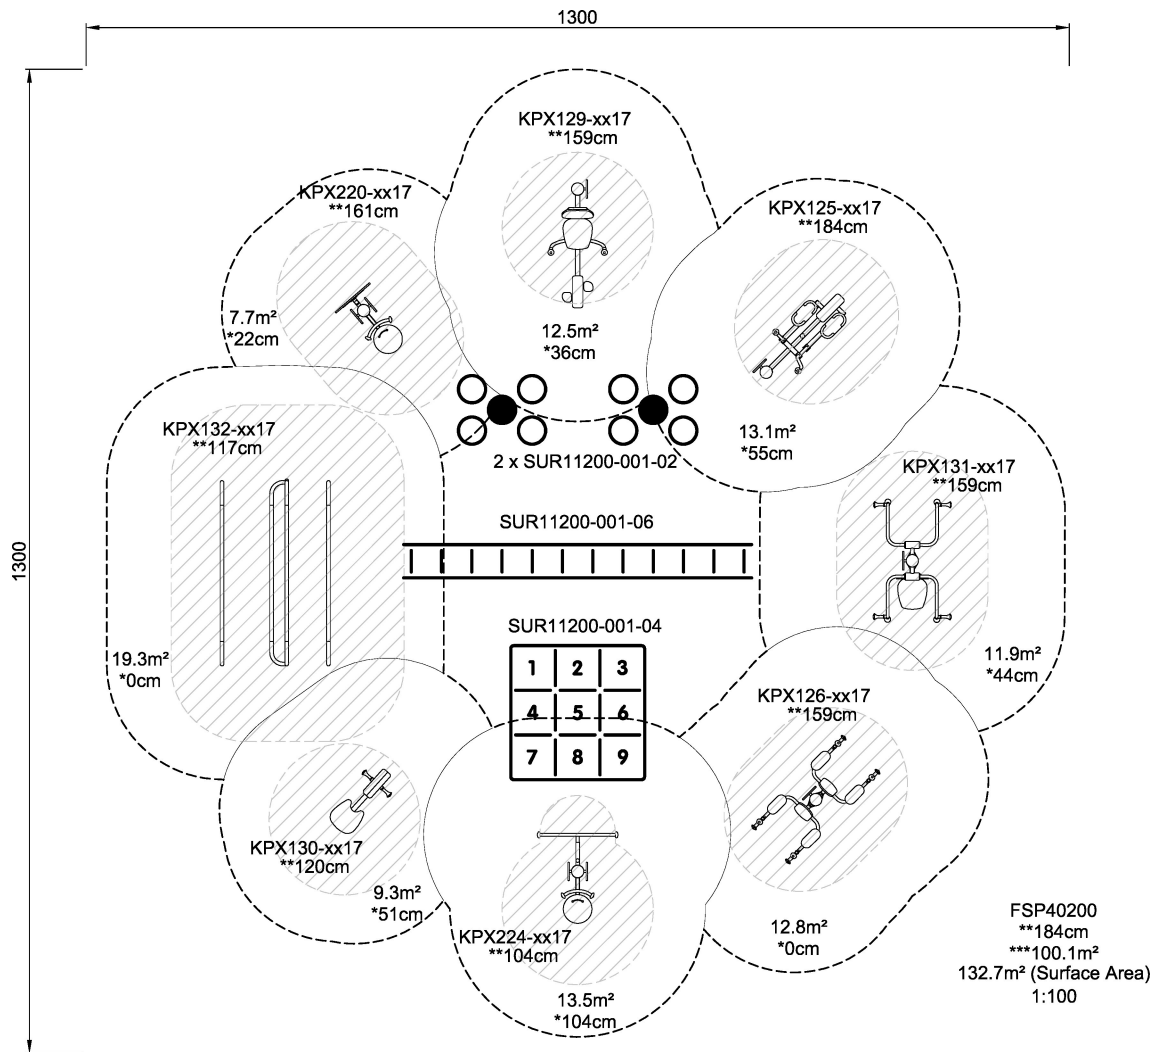 1300
1300
KPX129-xx17
**159cm
12.5m²
*36cm
KPX220-xx17
**161cm
7.7m²
*22cm
KPX125-xx17
**184cm
13.1m²
*55cm
2 x SUR11200-001-02
KPX132-xx17
**117cm
19.3m²
*0cm
KPX131-xx17
**159cm
11.9m²
*44cm
SUR11200-001-06
SUR11200-001-04
1 2 3
4 5 6
7 8 9
KPX126-xx17
**159cm
12.8m²
*0cm
KPX130-xx17
**120cm
9.3m²
*51cm
KPX224-xx17
**104cm
13.5m²
*104cm
FSP40200
**184cm
***100.1m²
132.7m² (Surface Area)
1:100